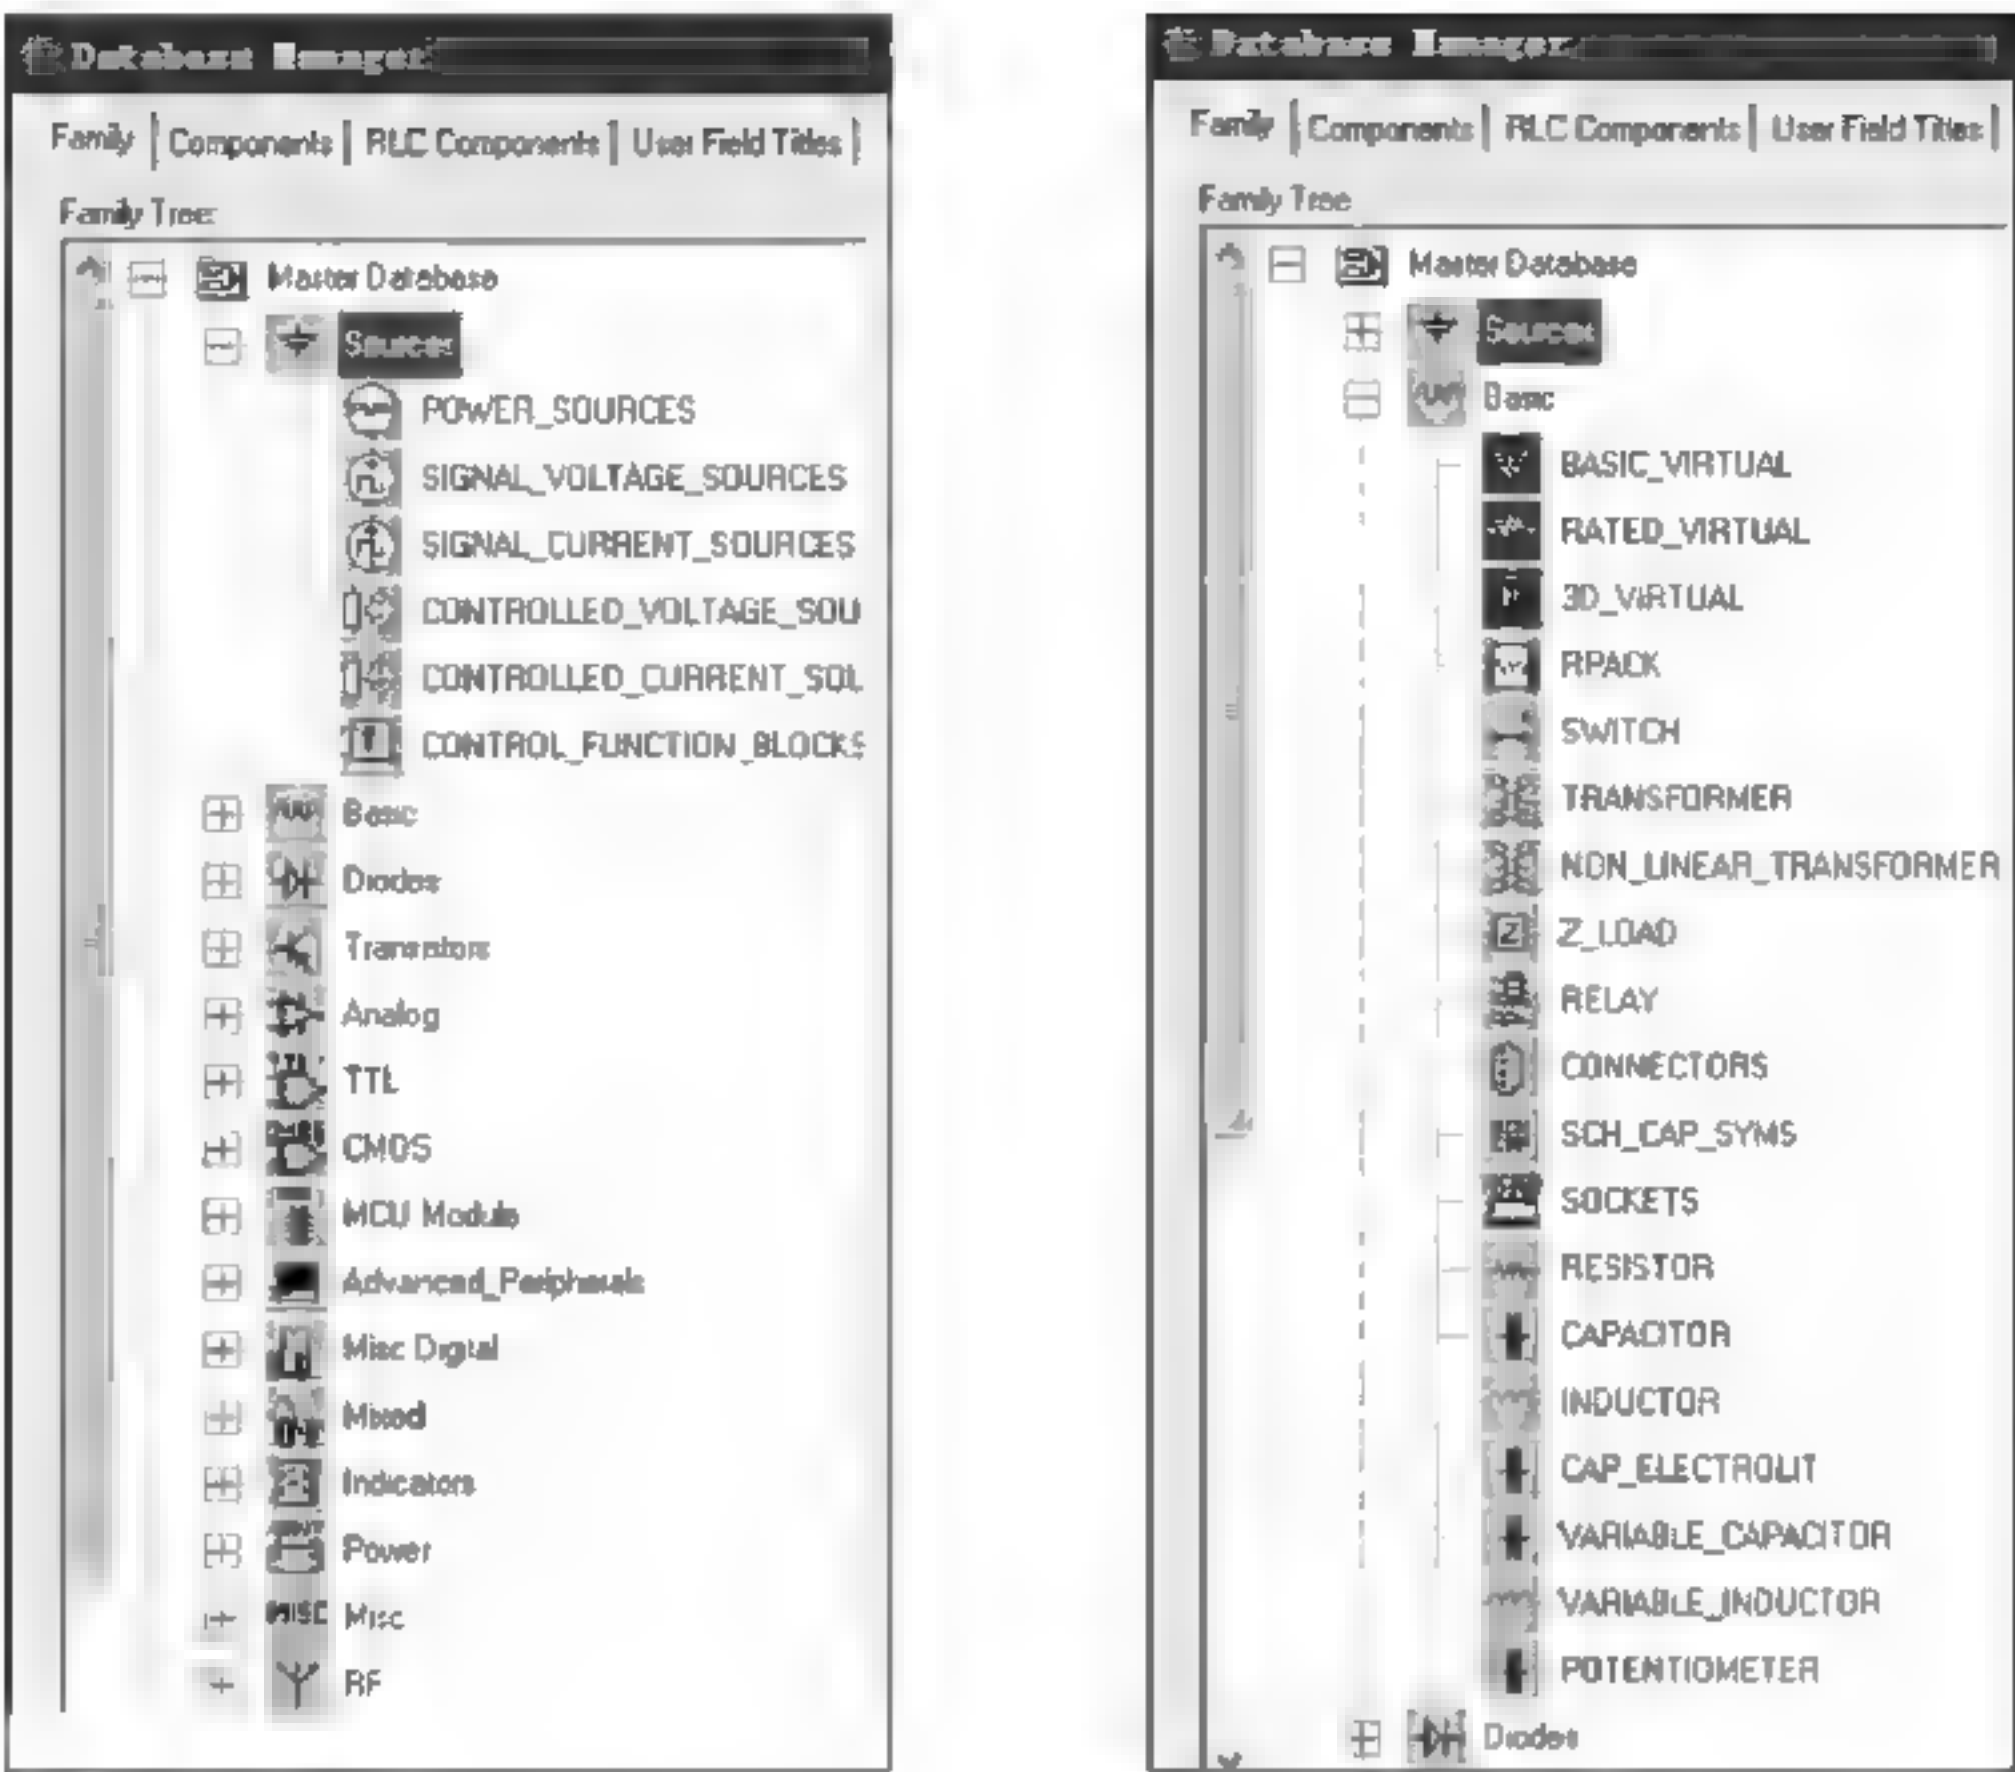 Database Manager
Family
Components
RLC Components
User Field Titles
Family Tree:
Master Database
Sources
POWER_SOURCES
SIGNAL_VOLTAGE_SOURCES
SIGNAL_CURRENT_SOURCES
CONTROLLED_VOLTAGE_SOU
CONTROLLED_CURRENT_SOU
CONTROL_FUNCTION_BLOCKS
Basic
Diodes
Transistors
Analog
TTL
CMOS
MCU Module
Advanced_Peripherals
Misc Digital
Mixed
Indicators
Power
MISC Misc
RF
Database Manager
Family
Components
RLC Components
User Field Titles
Family Tree
Master Database
Sources
Basic
BASIC_VIRTUAL
RATED_VIRTUAL
3D_VIRTUAL
RPACK
SWITCH
TRANSFORMER
NON_LINEAR_TRANSFORMER
Z Z_LOAD
RELAY
CONNECTORS
SCH_CAP_SYMS
SOCKETS
RESISTOR
CAPACITOR
INDUCTOR
CAP_ELECTROLIT
VARIABLE_CAPACITOR
VARIABLE_INDUCTOR
POTENTIOMETER
Diodes